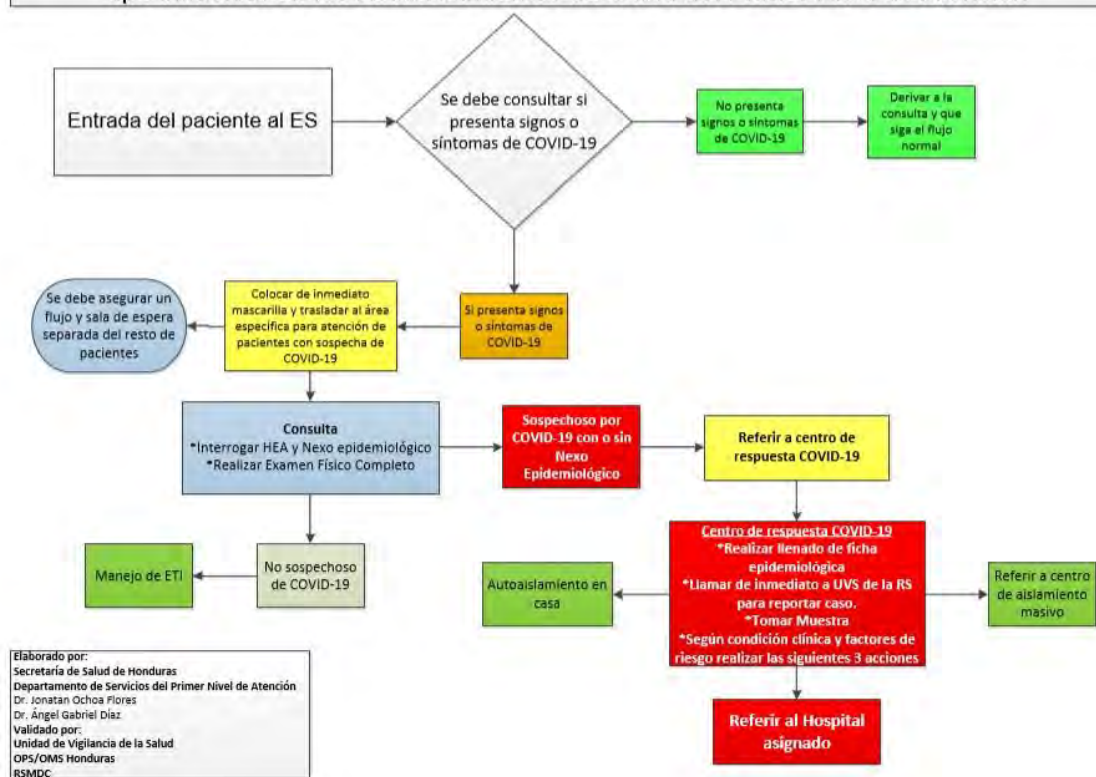 Entrada del paciente al ES
Se debe consultar si
presenta signos o
síntomas de COVID-19
No presenta
signos o síntomas
de COVID-19
Derivar a la
consulta y que
siga el flujo
normal
Se debe asegurar un
flujo y sala de espera
separada del resto de
pacientes
Colocar de inmediato
mascarilla y trasladar al área
específica para atención de
pacientes con sospecha de
COVID-19
Si presenta signos
o síntomas de
COVID-19
Consulta
*Interrogar HEA y Nexo epidemiológico
*Realizar Examen Físico Completo
Sospechoso por
COVID-19 con o sin
Nexo
Epidemiológico
Referir a centro de
respuesta COVID-19
Manejo de ETI
No sospechoso
de COVID-19
Autoaislamiento en
casa
Centro de respuesta COVID-19
*Realizar llenado de ficha
epidemiológica
*Llamar de inmediato a UVS de la RS
para reportar caso.
*Tomar Muestra
*Según condición clínica y factores de
riesgo realizar las siguientes 3 acciones
Referir a centro
de aislamiento
masivo
Referir al Hospital
asignado
Elaborado por:
Secretaría de Salud de Honduras
Departamento de Servicios del Primer Nivel de Atención
Dr. Jonatan Ochoa Flores
Dr. Ángel Gabriel Díaz
Validado por:
Unidad de Vigilancia de la Salud
OPS/OMS Honduras
RSMDC